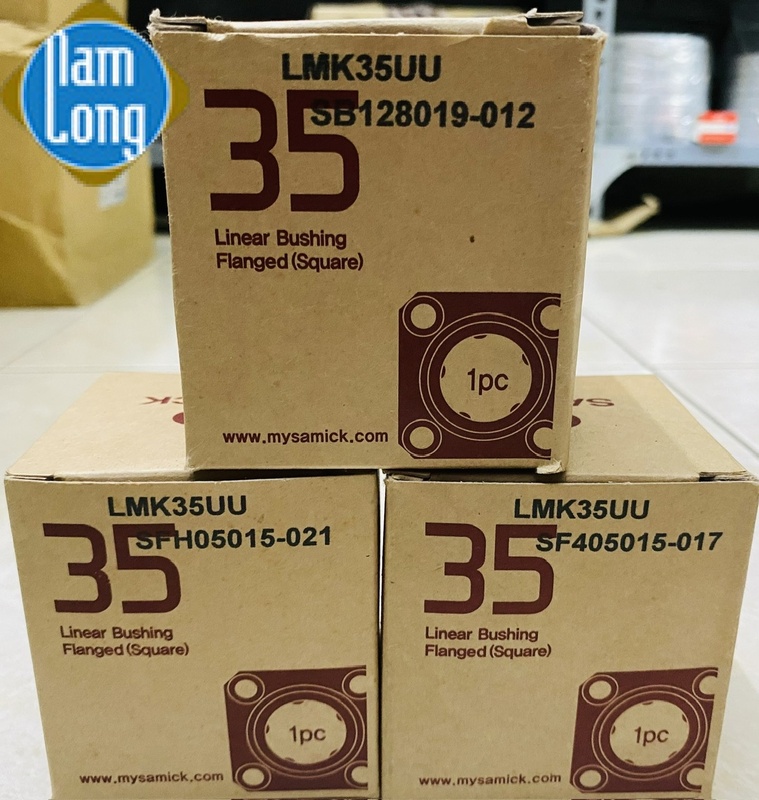 Nam
Long
LMK35UU
35
SB128019-012
Linear Bushing
Flanged (Square)
1pc
www.mysamick.com
LMK35UU
35
SFH05015-021
Linear Bushing
Flanged (Square)
1pc
www.mysamick.com
LMK35UU
35
SF405015-017
Linear Bushing
Flanged (Square)
1pc
www.mysamick.com